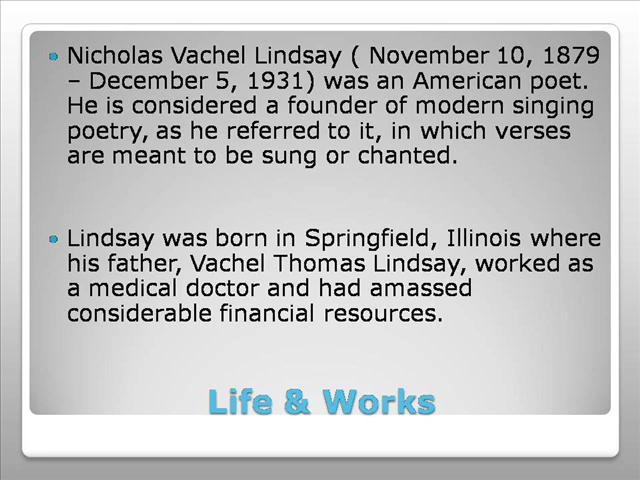 Nicholas Vachel Lindsay ( November 10, 1879
– December 5, 1931) was an American poet.
He is considered a founder of modern singing
poetry, as he referred to it, in which verses
are meant to be sung or chanted.
Lindsay was born in Springfield, Illinois where
his father, Vachel Thomas Lindsay, worked as
a medical doctor and had amassed
considerable financial resources.
Life & Works